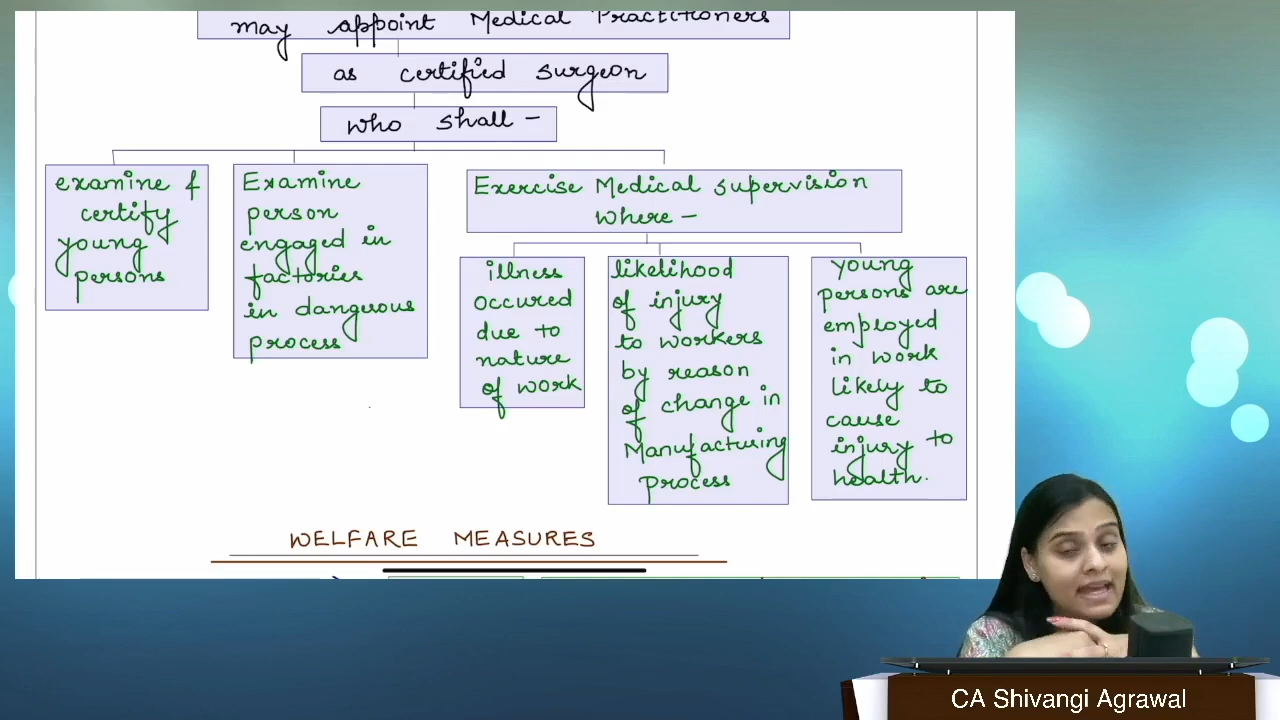 may appoint Medical Practitioners
as certified surgeon
who shall -
examine &
certify
young
persons
Examine
person
engaged in
factories
in dangerous
process
Exercise Medical supervision
where -
illness
occured
due to
nature
of work
likelihood
of injury
to workers
by reason
of change in
Manufacturing
process
young
persons are
employed
in work
likely to
cause
injury to
health.
WELFARE MEASURES
CA Shivangi Agrawal